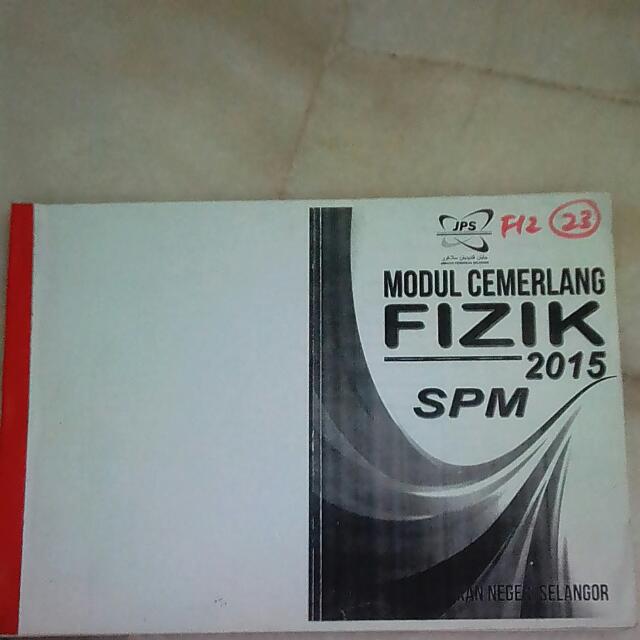 JPS
F12 23
MODUL CEMERLANG
FIZIK
2015
SPM
SELANGOR